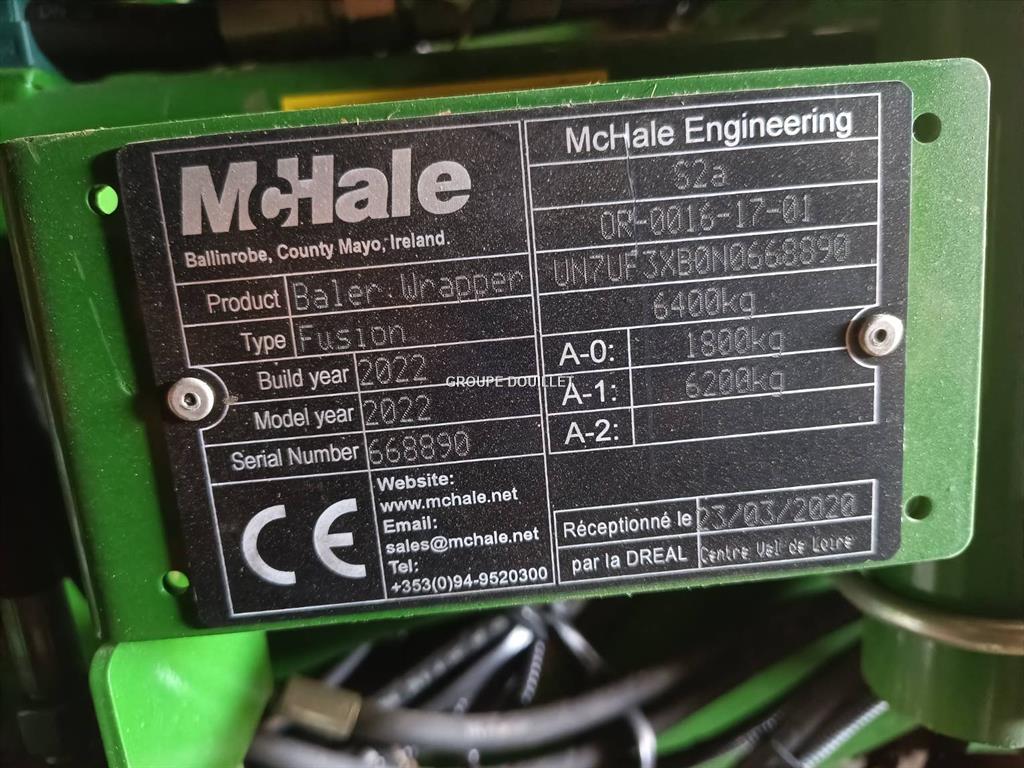 McHale
Ballinrobe, County Mayo, Ireland.
Product Baler Wrapper
Type Fusion
Build year 2022
Model year 2022
Serial Number 668890
CE
Website:
www.mchale.net
Email:
sales@mchale.net
Tel:
+353(0)94-9520300
McHale Engineering
S2a
OR-0016-17-01
UN7UF3XB0N0668890
6400kg
A-0: 1800kg
A-1: 6200kg
A-2:
Réceptionné le 23/03/2020
par la DREAL Centre Val de Loire
GROUPE DOUILLET